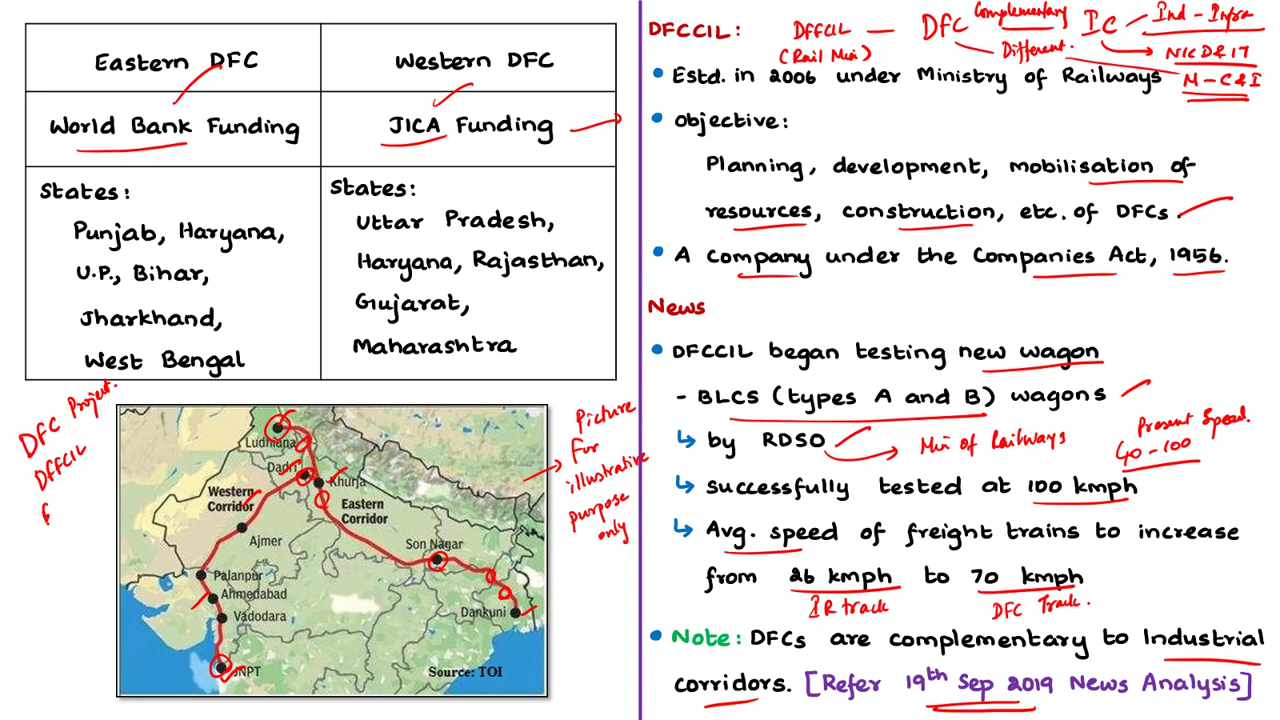 Eastern DFC
Western DFC
World Bank Funding
JICA Funding
States:
Punjab, Haryana,
U.P., Bihar,
Jharkhand,
West Bengal
States:
Uttar Pradesh,
Haryana, Rajasthan,
Gujarat,
Maharashtra
DFC Project.
DFFCIL
Ludhiana
Dadri
Khurja
Western
Corridor
Eastern
Corridor
Ajmer
Son Nagar
Palanpur
Ahmedabad
Vadodara
Dankuni
JNPT
Source: TOI
Picture
For
illustrative
purpose
only
DFCCIL:
DFFCIL — DFC Complementary IC
(Rail Min)
Different.
Ind - Infra
NICD&IT
M-C&I
• Estd. in 2006 under Ministry of Railways
• Objective:
Planning, development, mobilisation of
resources, construction, etc. of DFCs.
• A company under the Companies Act, 1956.
News
• DFCCIL began testing new wagon
- BLCS (types A and B) wagons
↳ by RDSO
Min of Railways
Present Speed.
40-100
↳ Successfully tested at 100 kmph
↳ Avg. speed of freight trains to increase
from 26 kmph to 70 kmph
IR track
DFC Track.
• Note: DFCs are complementary to Industrial
corridors. [Refer 19th Sep 2019 News Analysis]